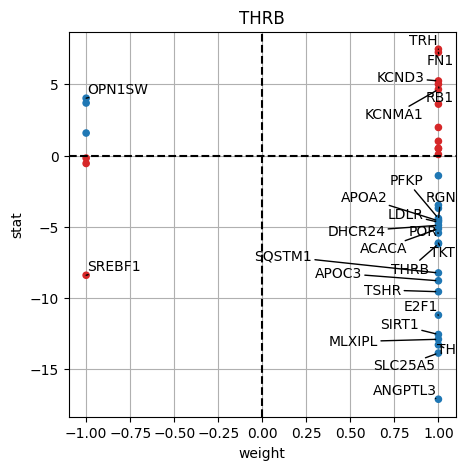 THRB
TRH
FN1
KCND3
OPN1SW
RB1
KCNMA1
PFKP
APOA2
RGN
LDLR
DHCR24
POR
ACACA
TKT
SQSTM1
SREBF1
THRB
APOC3
TSHR
E2F1
SIRT1
MLXIPL
TH
SLC25A5
ANGPTL3
stat
5
0
−5
−10
−15
−1.00
−0.75
−0.50
−0.25
0.00
0.25
0.50
0.75
1.00
weight